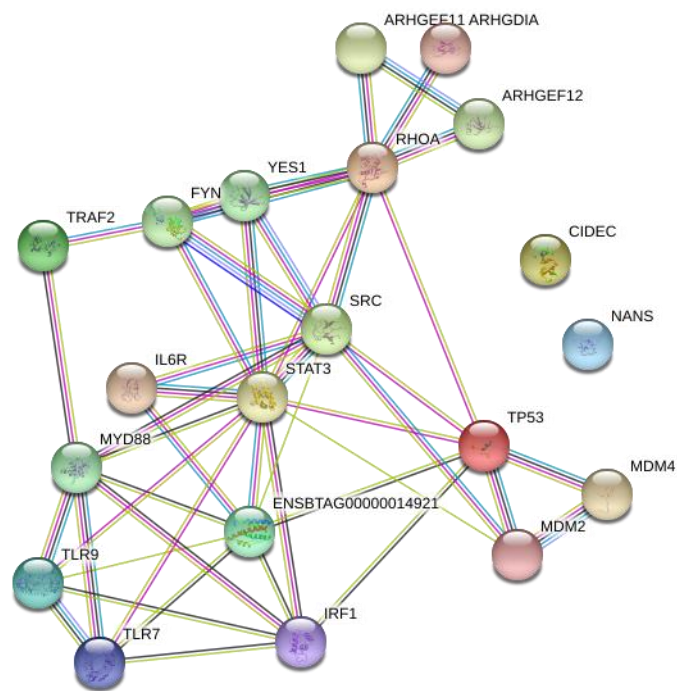 ARHGEF11 ARHGDIA
ARHGEF12
RHOA
YES1
FYN
TRAF2
CIDEC
SRC
NANS
IL6R
STAT3
TP53
MYD88
MDM4
ENSBTAG00000014921
MDM2
TLR9
IRF1
TLR7